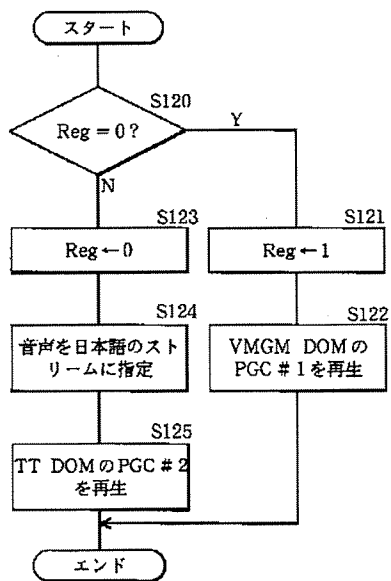 スタート
S120
Reg = 0?
Y
N
S123
Reg←0
S121
Reg←1
S124
音声を日本語のスト
リームに指定
S122
VMGM DOMの
PGC # 1を再生
S125
TT DOMのPGC # 2
を再生
エンド